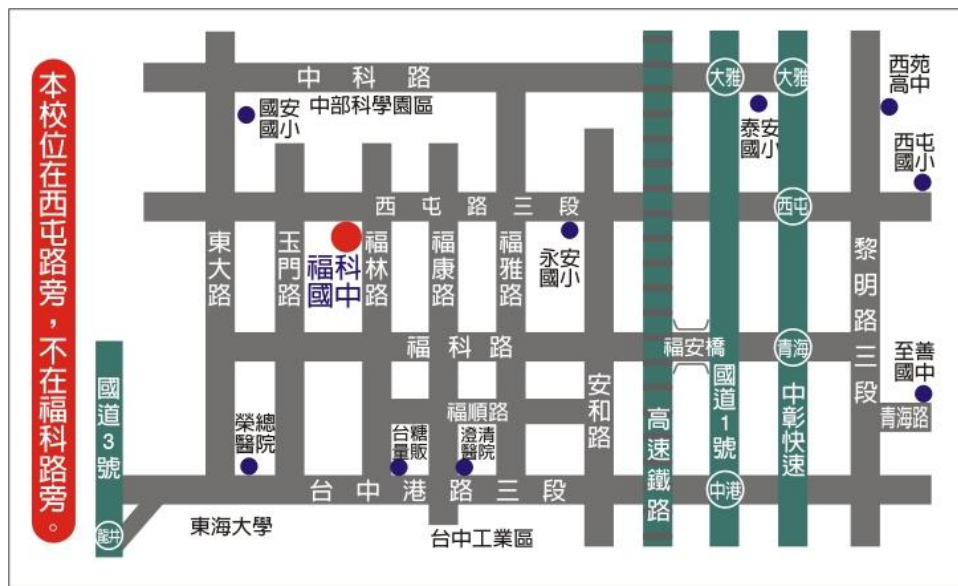 本校位在西屯路旁，不在福科路旁。
中科路
大雅
大雅
西苑
高中
國安
國小
中部科學園區
泰安
國小
西屯
國小
西屯路三段
西屯
東大路
玉門路
福科
國中
福林路
福康路
福雅路
永安
國小
黎明路三段
福科路
福安橋
青海
至善
國中
國道3號
榮總
醫院
台糖
量販
福順路
澄清
醫院
安和路
高速鐵路
國道1號
中彰快速
青海路
台中港路三段
中港
龍井
東海大學
台中工業區